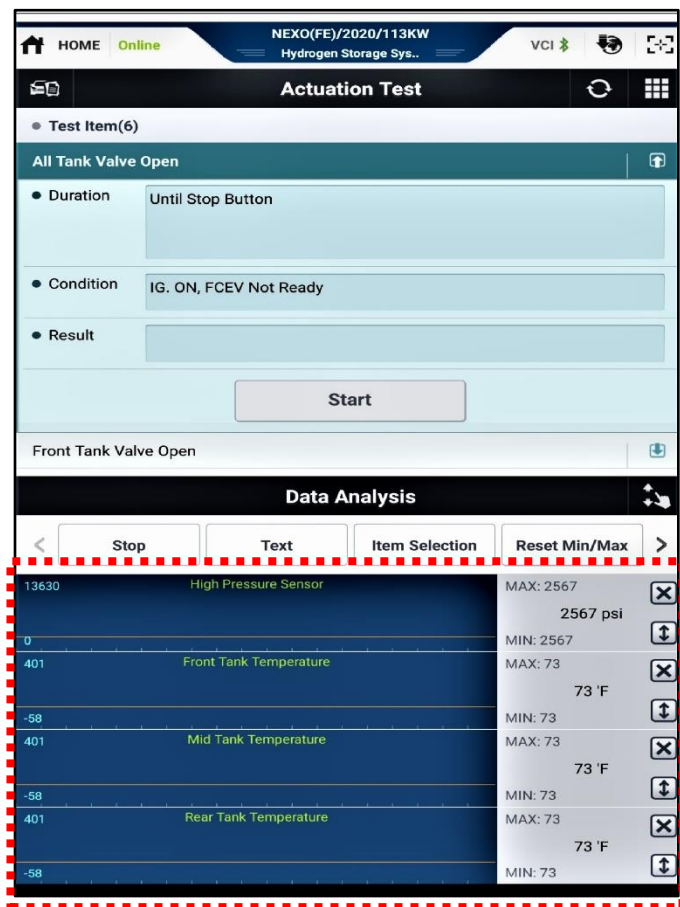 NEXO(FE)/2020/113KW
HOME Online
Hydrogen Storage Sys..
VCI
Actuation Test
Test Item(6)
All Tank Valve Open
Duration
Until Stop Button
Condition
IG. ON, FCEV Not Ready
Result
Start
Front Tank Valve Open
Data Analysis
< Stop Text Item Selection Reset Min/Max >
13630 High Pressure Sensor MAX: 2567
2567 psi
0 MIN: 2567
401 Front Tank Temperature MAX: 73
73 'F
-58 MIN: 73
401 Mid Tank Temperature MAX: 73
73 'F
-58 MIN: 73
401 Rear Tank Temperature MAX: 73
73 'F
-58 MIN: 73